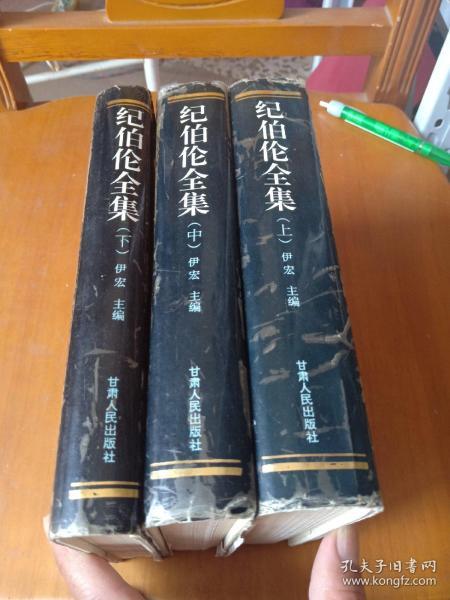 纪伯伦全集(下) 伊宏 主编 甘肃人民出版社
纪伯伦全集(中) 伊宏 主编 甘肃人民出版社
纪伯伦全集(上) 伊宏 主编 甘肃人民出版社
孔夫子旧书网
www.kongfz.com